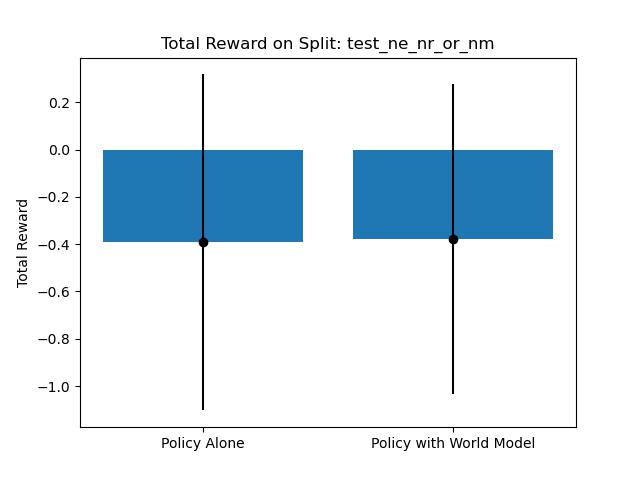 Total Reward on Split: test_ne_nr_or_nm
Total Reward
0.2
0.0
−0.2
−0.4
−0.6
−0.8
−1.0
Policy Alone
Policy with World Model